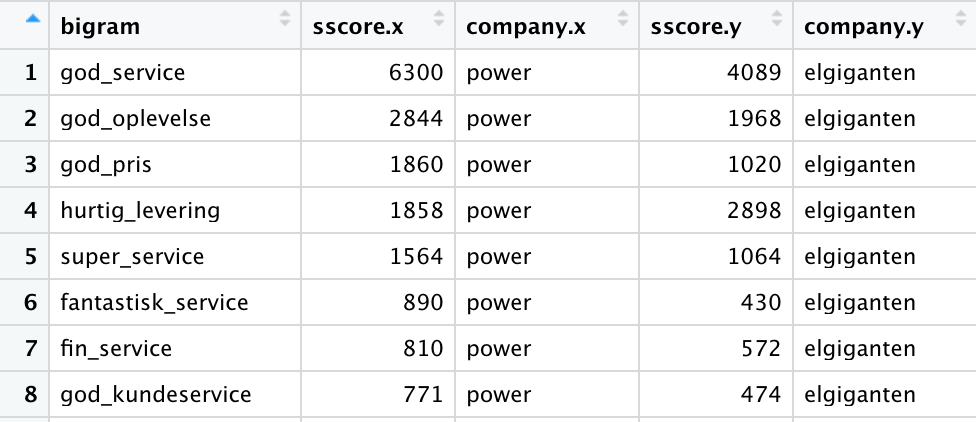 bigram sscore.x company.x sscore.y company.y
1 god_service 6300 power 4089 elgiganten
2 god_oplevelse 2844 power 1968 elgiganten
3 god_pris 1860 power 1020 elgiganten
4 hurtig_levering 1858 power 2898 elgiganten
5 super_service 1564 power 1064 elgiganten
6 fantastisk_service 890 power 430 elgiganten
7 fin_service 810 power 572 elgiganten
8 god_kundeservice 771 power 474 elgiganten